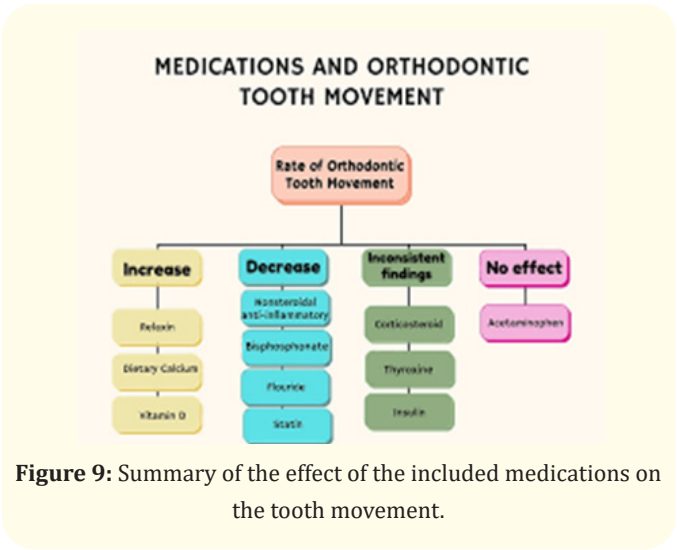 MEDICATIONS AND ORTHODONTIC
TOOTH MOVEMENT
Rate of Orthodontic
Tooth Movement
Increase
Relaxin
Dietary Calcium
Vitamin D
Decrease
Nonsteroidal
anti-inflammatory
Bisphosphonate
Flouride
Statin
Inconsistent
findings
Corticosteroid
Thyroxine
Insulin
No effect
Acetaminophen
Figure 9: Summary of the effect of the included medications on
the tooth movement.